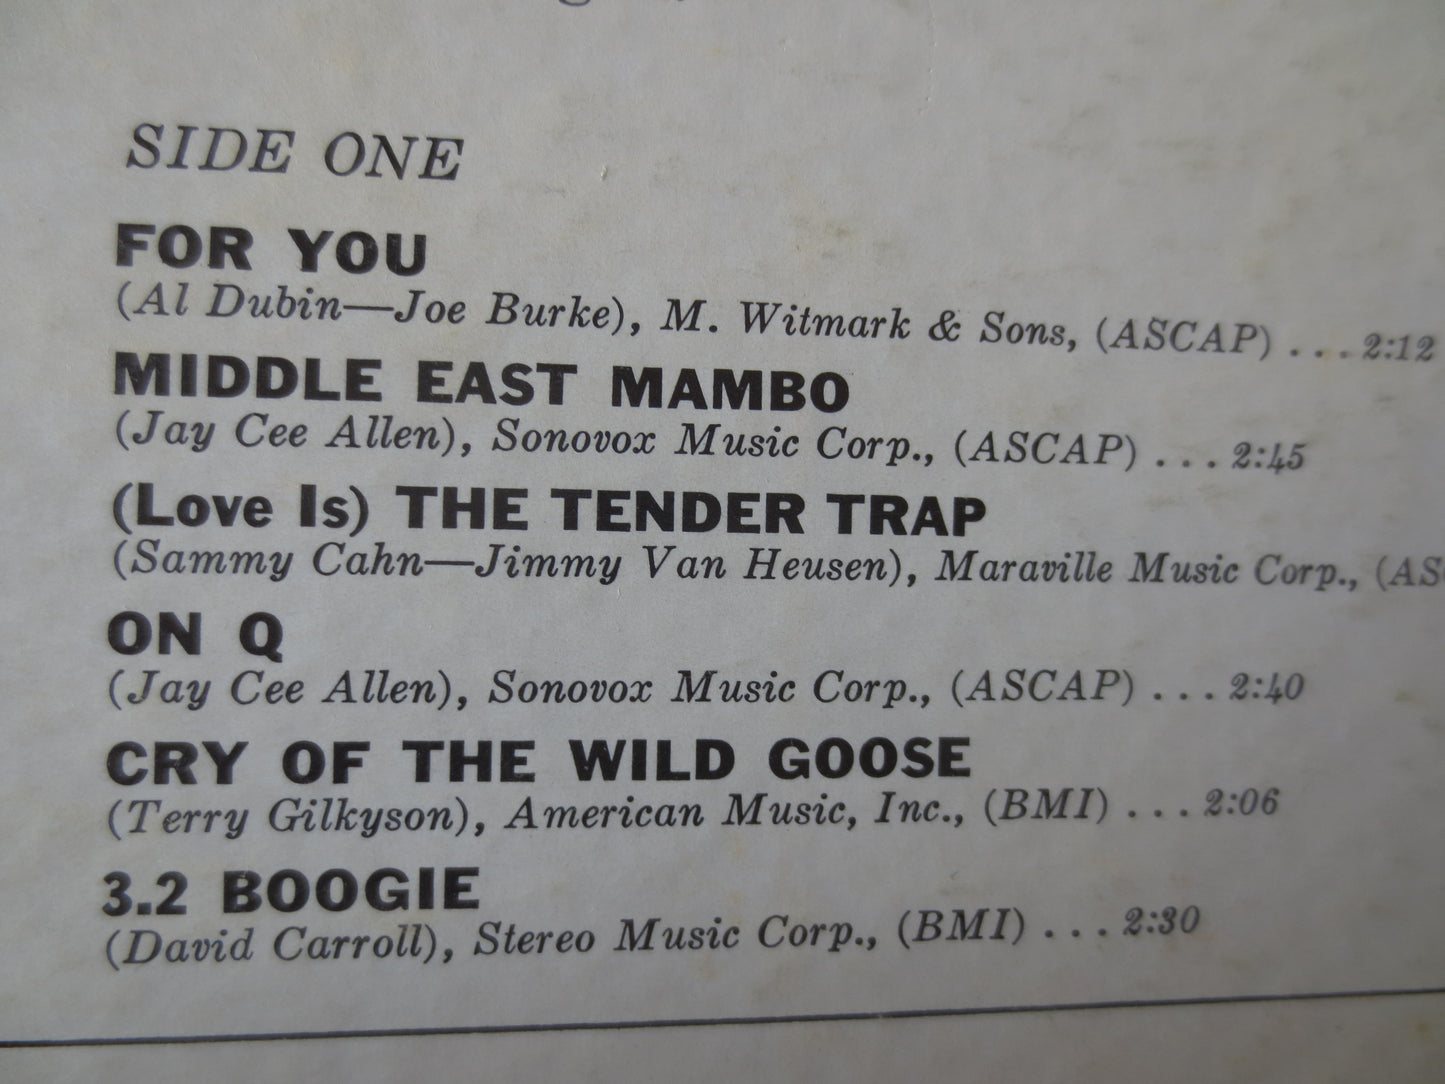 SIDE ONE
FOR YOU
(Al Dubin—Joe Burke), M. Witmark & Sons, (ASCAP) . . . 2:12
MIDDLE EAST MAMBO
(Jay Cee Allen), Sonovox Music Corp., (ASCAP) . . . 2:45
(Love Is) THE TENDER TRAP
(Sammy Cahn—Jimmy Van Heusen), Maraville Music Corp., (AS
ON Q
(Jay Cee Allen), Sonovox Music Corp., (ASCAP) . . . 2:40
CRY OF THE WILD GOOSE
(Terry Gilkyson), American Music, Inc., (BMI) . . . 2:06
3.2 BOOGIE
(David Carroll), Stereo Music Corp., (BMI) . . . 2:30